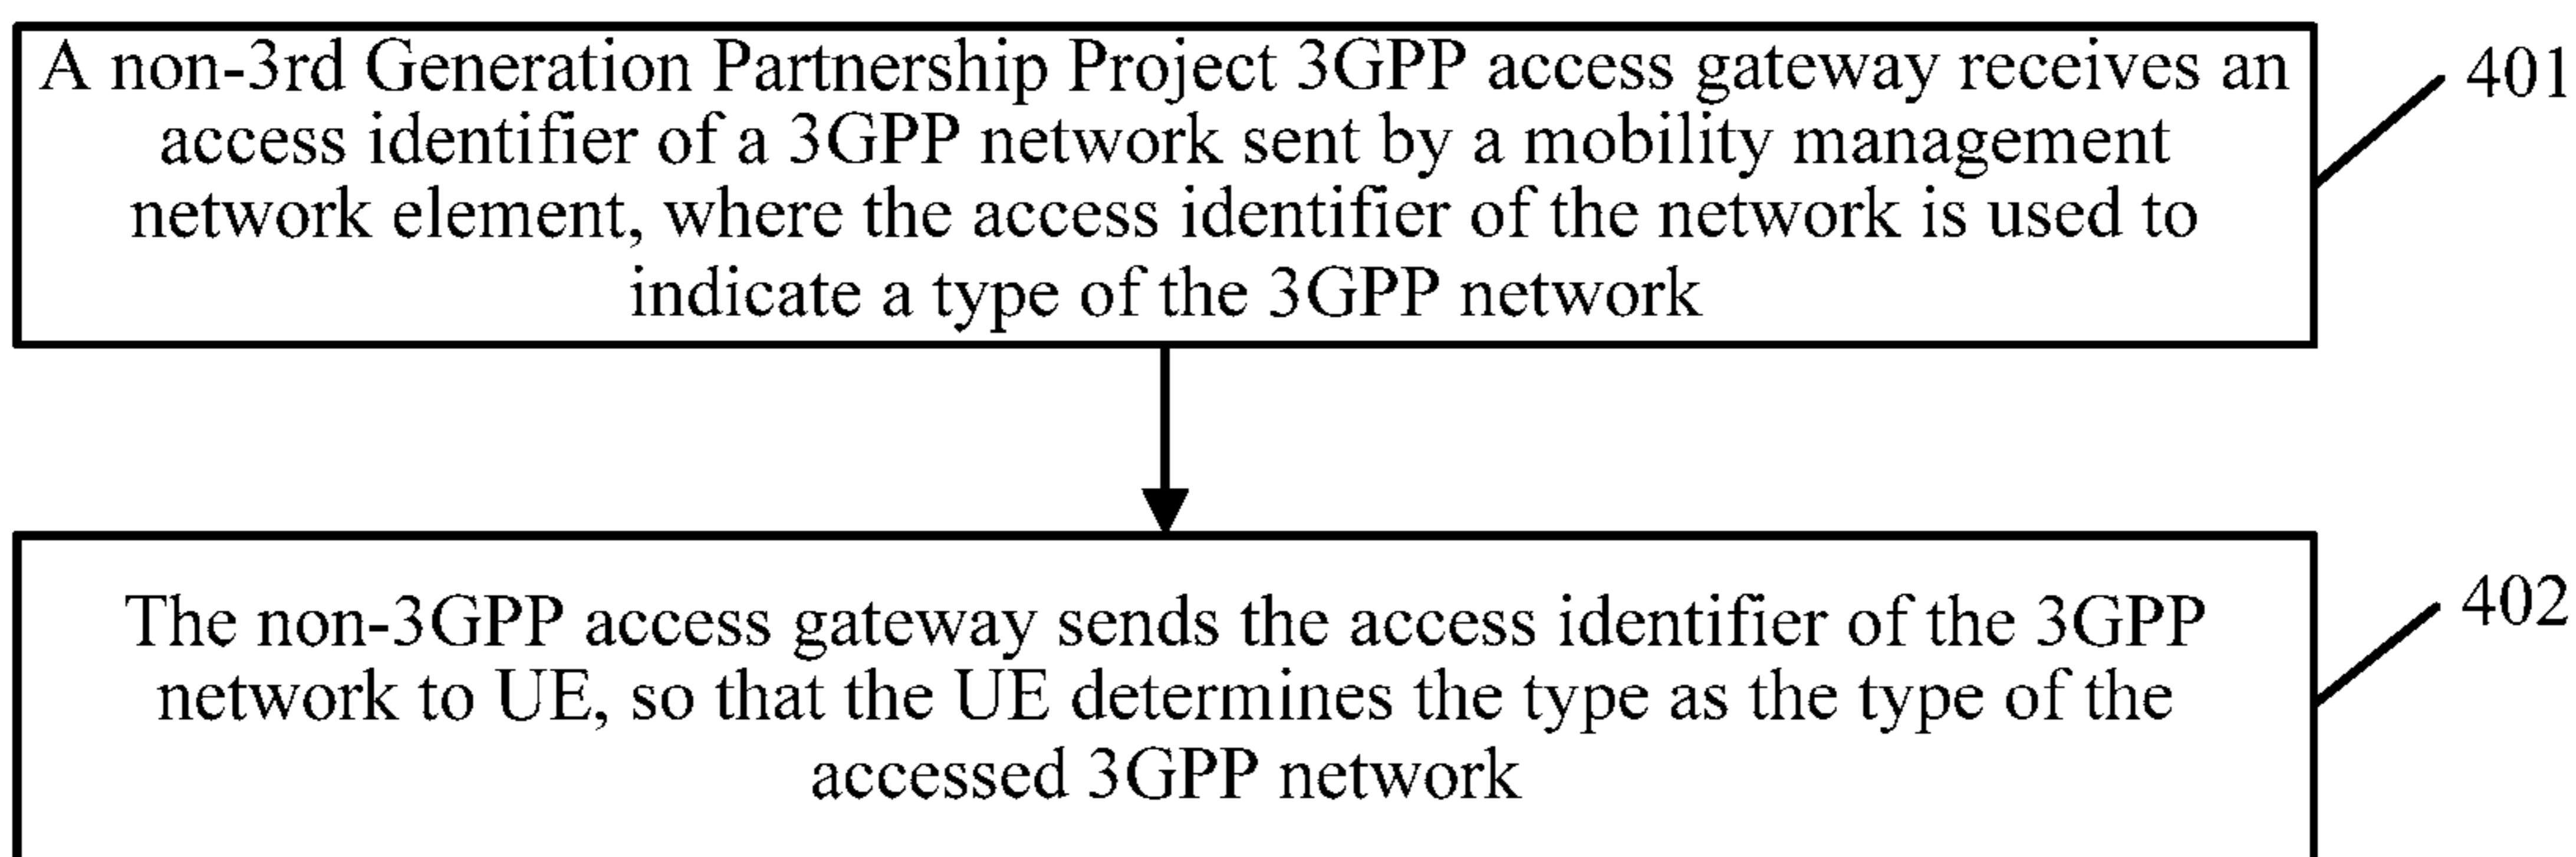 A non-3rd Generation Partnership Project 3GPP access gateway receives an
access identifier of a 3GPP network sent by a mobility management
network element, where the access identifier of the network is used to
indicate a type of the 3GPP network
401
The non-3GPP access gateway sends the access identifier of the 3GPP
network to UE, so that the UE determines the type as the type of the
accessed 3GPP network
402